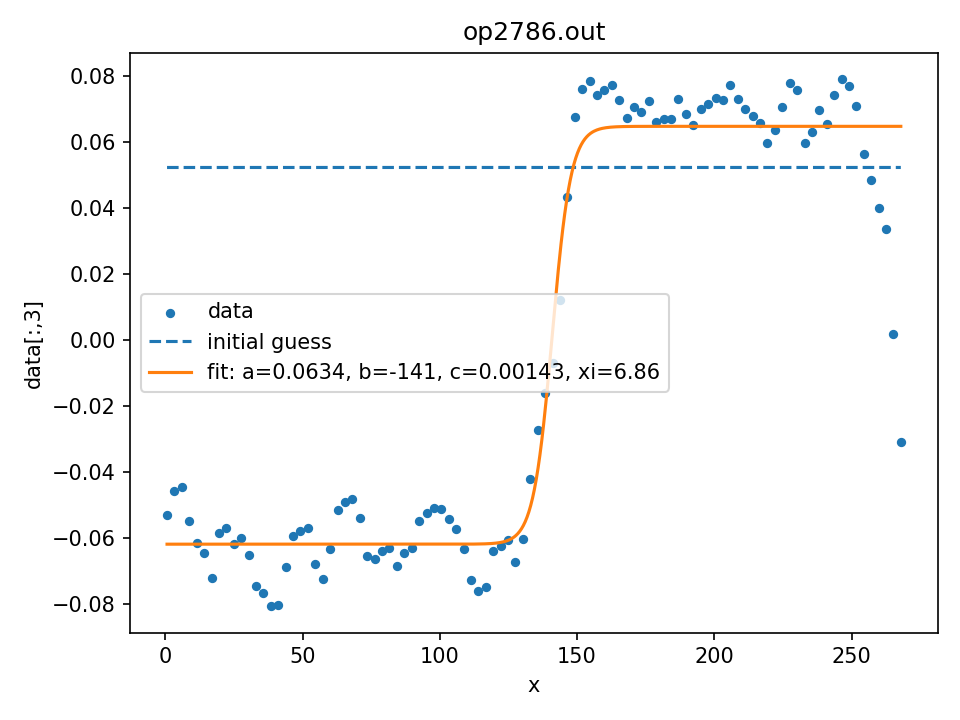 op2786.out
0.08
0.06
0.04
0.02
0.00
−0.02
−0.04
−0.06
−0.08
data[:,3]
data
initial guess
fit: a=0.0634, b=-141, c=0.00143, xi=6.86
0 50 100 150 200 250
x